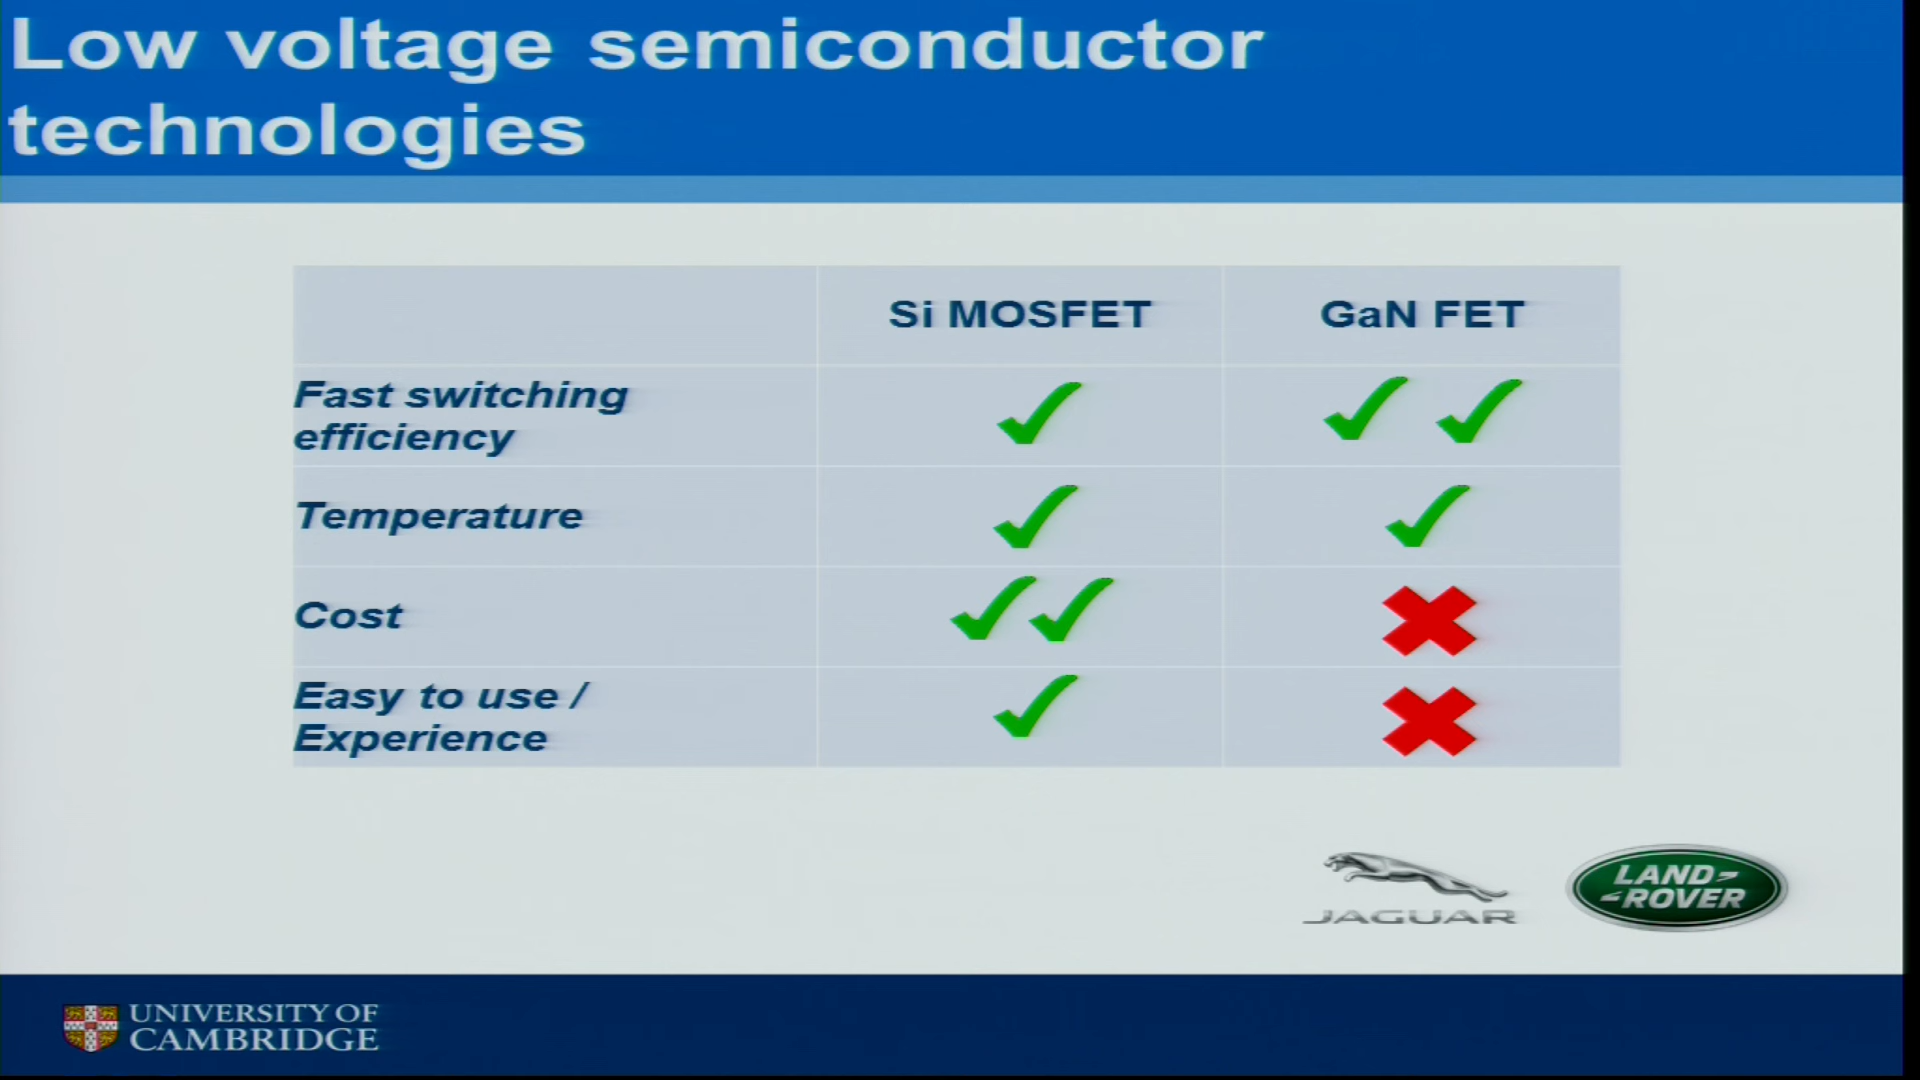 Low voltage semiconductor
technologies
Si MOSFET
GaN FET
Fast switching
efficiency
Temperature
Cost
Easy to use /
Experience
JAGUAR
LAND
ROVER
UNIVERSITY OF
CAMBRIDGE